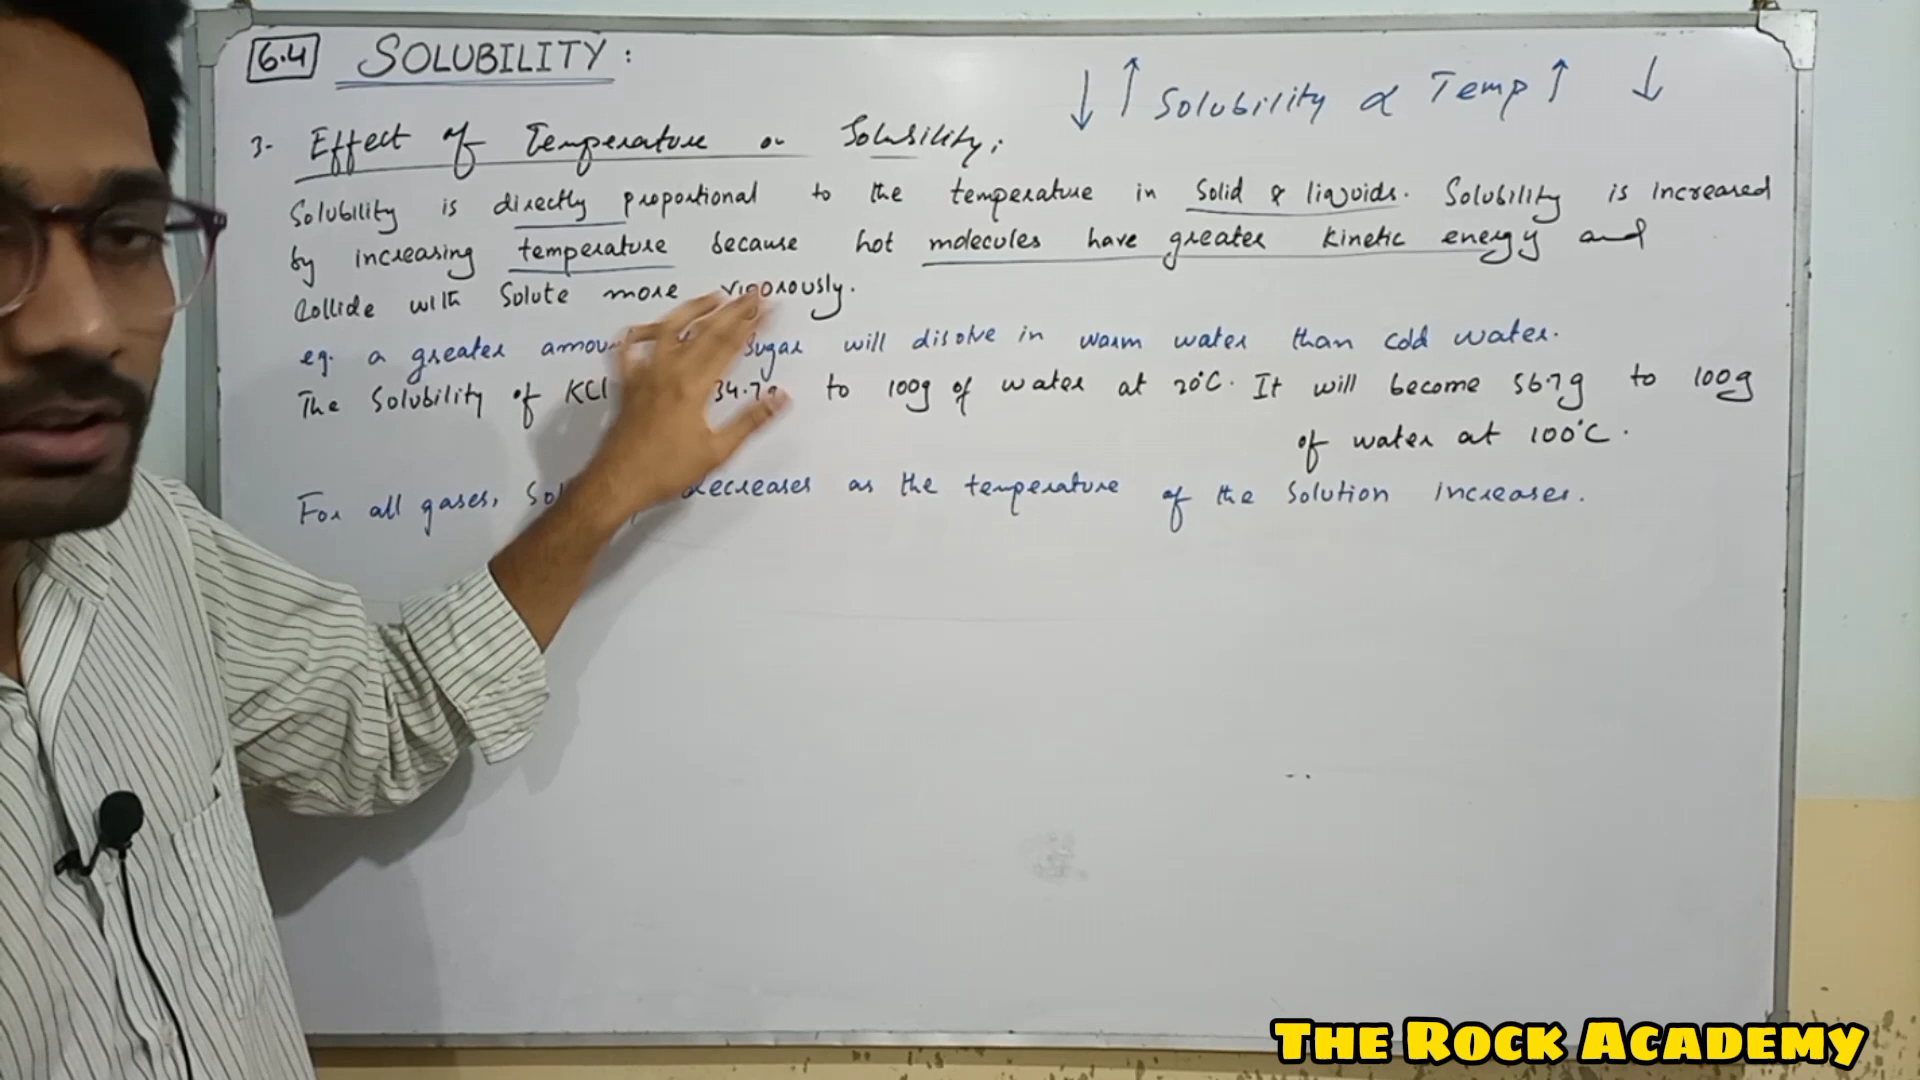 6.4 SOLUBILITY:
↓ ↑ Solubility ∝ Temp ↑ ↓
3- Effect of Temperature on Solubility;
Solubility is directly proportional to the temperature in solid & liquids. Solubility is increased
by increasing temperature because hot molecules have greater kinetic energy and
Collide with Solute more vigorously.
eg. a greater amou sugar will disolve in warm water than cold water.
The Solubility of KCl 34.7g to 100g of water at 20°C. It will become 56.7g to 100g
of water at 100°C.
For all gases, Sol decreases as the temperature of the Solution increases.
THE ROCK ACADEMY